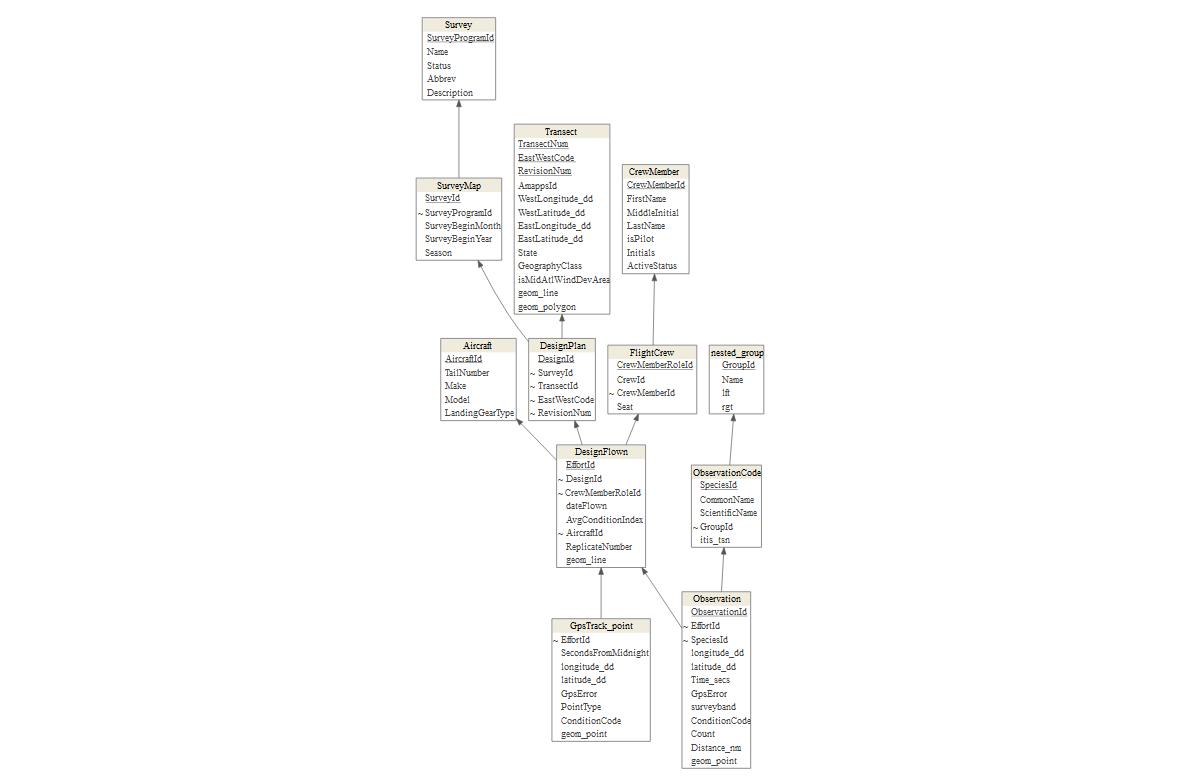 Survey
SurveyProgramId
Name
Status
Abbrev
Description
Transect
TransectNum
EastWestCode
RevisionNum
AmappsId
WestLongitude_dd
WestLatitude_dd
EastLongitude_dd
EastLatitude_dd
State
GeographyClass
isMidAtlWindDevArea
geom_line
geom_polygon
CrewMember
CrewMemberId
FirstName
MiddleInitial
LastName
isPilot
Initials
ActiveStatus
SurveyMap
SurveyId
~ SurveyProgramId
SurveyBeginMonth
SurveyBeginYear
Season
Aircraft
AircraftId
TailNumber
Make
Model
LandingGearType
DesignPlan
DesignId
~ SurveyId
~ TransectId
~ EastWestCode
~ RevisionNum
FlightCrew
CrewMemberRoleId
CrewId
~ CrewMemberId
Seat
nested_group
GroupId
Name
lft
rgt
DesignFlown
EffortId
~ DesignId
~ CrewMemberRoleId
dateFlown
AvgConditionIndex
~ AircraftId
ReplicateNumber
geom_line
ObservationCode
SpeciesId
CommonName
ScientificName
~ GroupId
itis_tsn
GpsTrack_point
~ EffortId
SecondsFromMidnight
longitude_dd
latitude_dd
GpsError
PointType
ConditionCode
geom_point
Observation
ObservationId
~ EffortId
~ SpeciesId
longitude_dd
latitude_dd
Time_secs
GpsError
surveyband
ConditionCode
Count
Distance_nm
geom_point